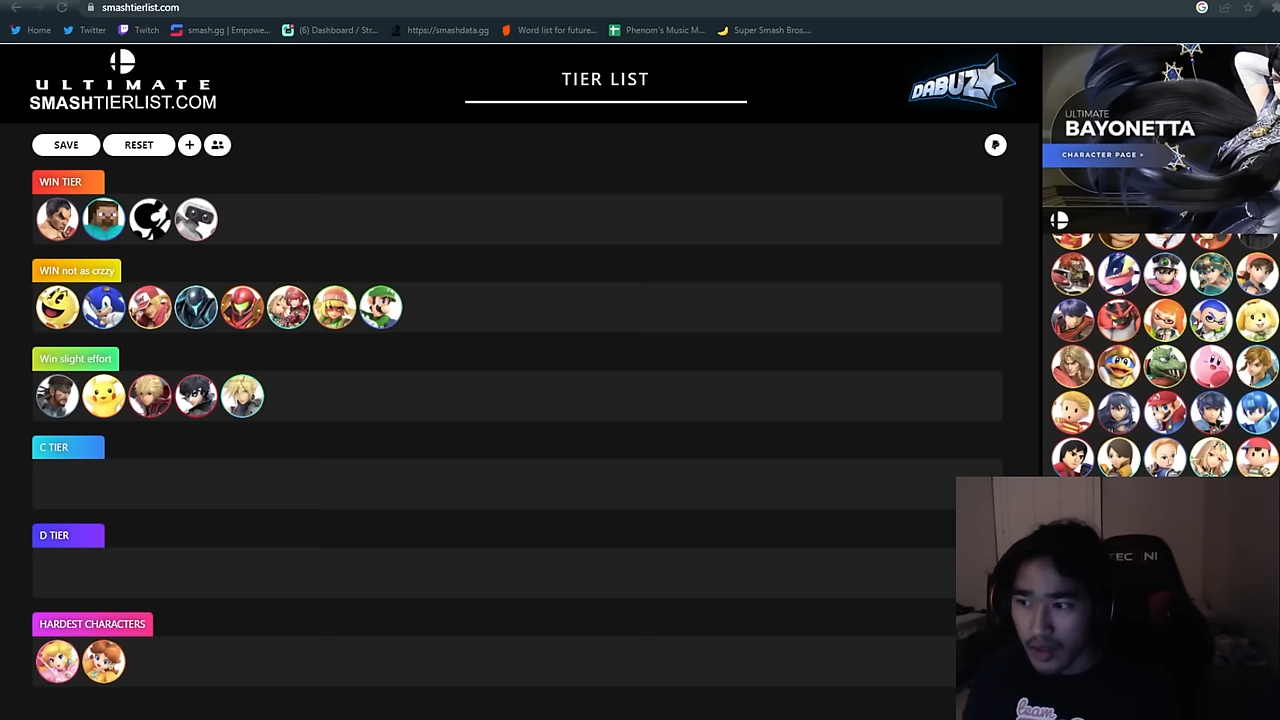 smashtierlist.com
Home
Twitter
Twitch
smash.gg | Empowe...
(6) Dashboard / Str...
https://smashdata.gg
Word list for future...
Phenom's Music M...
Super Smash Bros....
ULTIMATE
SMASHTIERLIST.COM
TIER LIST
DABUZ
ULTIMATE
BAYONETTA
CHARACTER PAGE >
SAVE
RESET
+
WIN TIER
WIN not as crzzy
Win slight effort
C TIER
D TIER
HARDEST CHARACTERS
TECHNI
team